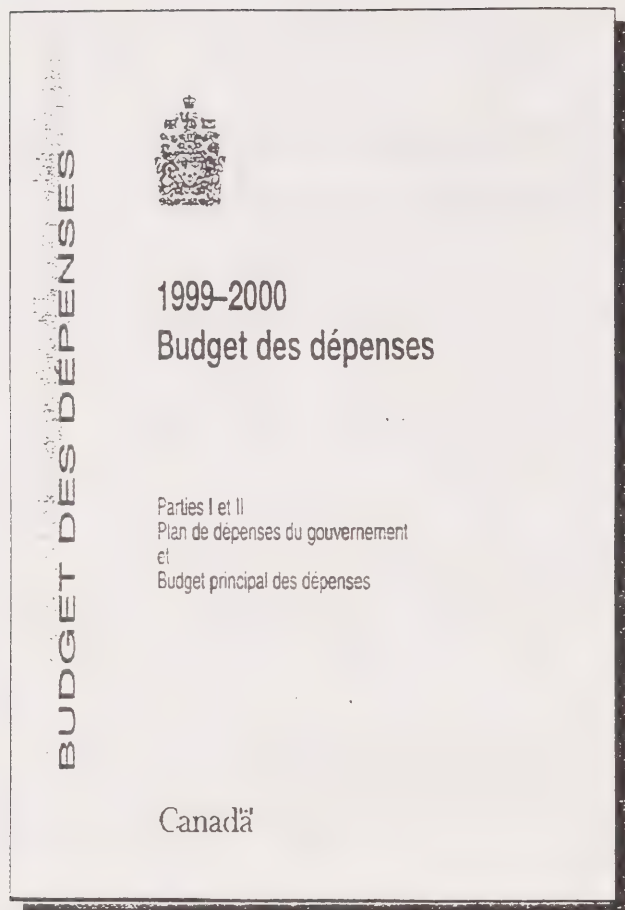 BUDGET DES DÉPENSES
1999–2000
Budget des dépenses
Parties I et II
Plan de dépenses du gouvernement
et
Budget principal des dépenses
Canada